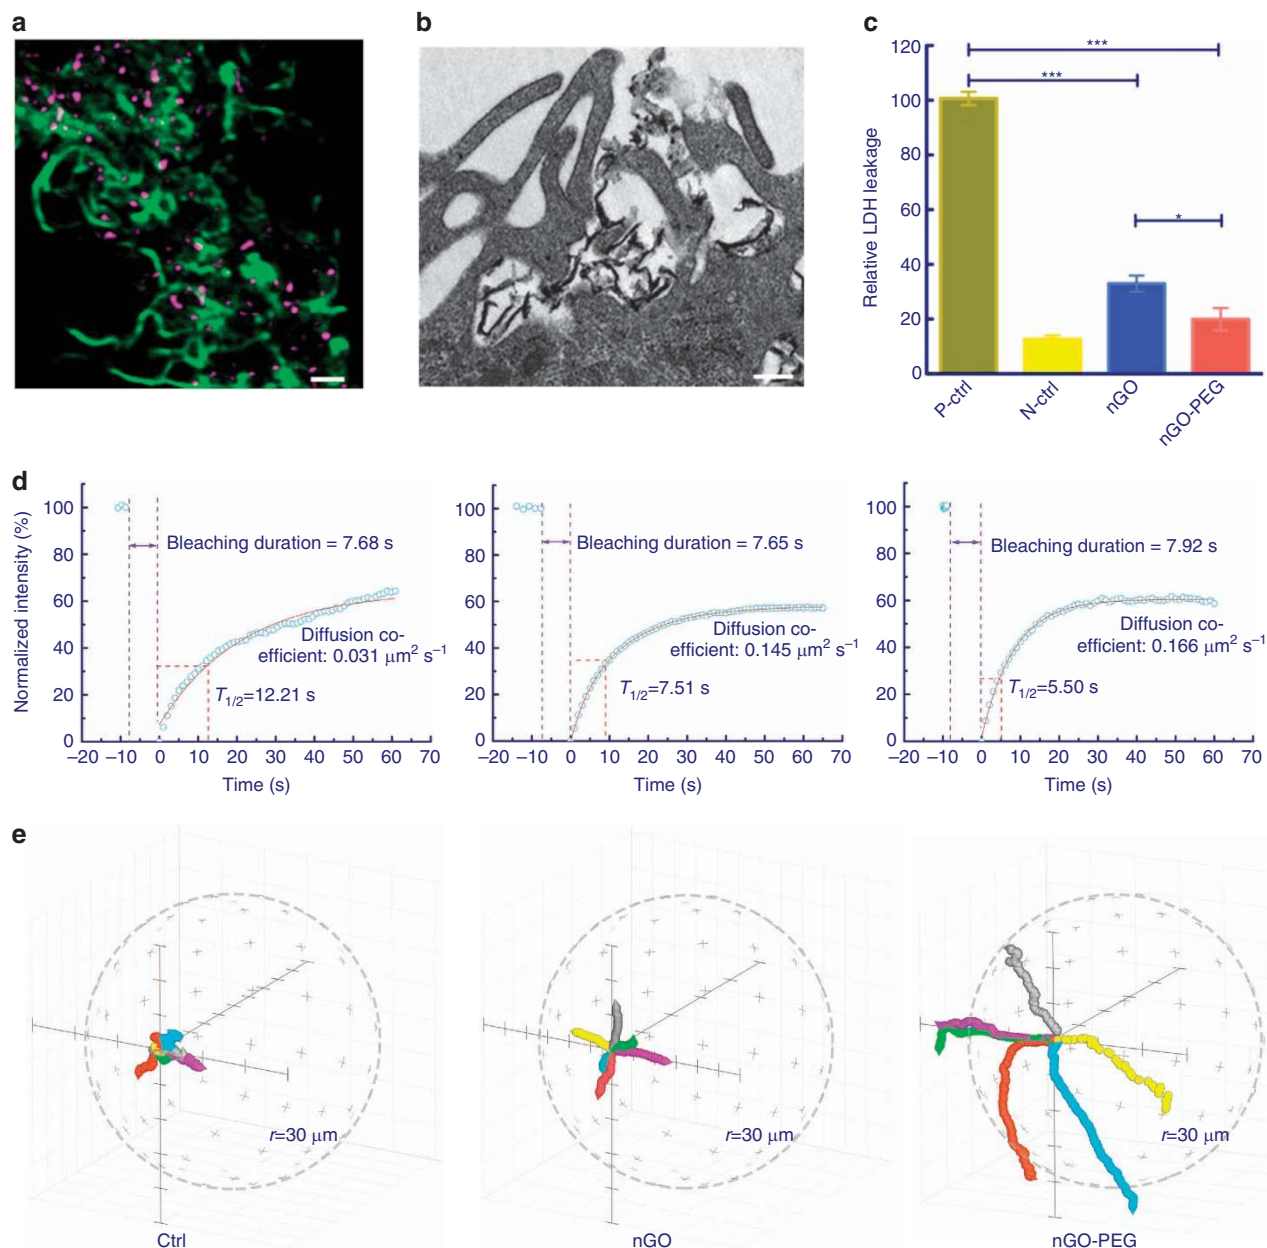 a
b
c
120
100
80
60
40
20
0
Relative LDH leakage
***
***
*
P-ctrl
N-ctrl
nGO
nGO-PEG
d
Normalized intensity (%)
100
80
60
40
20
0
Bleaching duration = 7.68 s
Diffusion co-
efficient: 0.031 μm² s⁻¹
T1/2=12.21 s
–20 –10 0 10 20 30 40 50 60 70
Time (s)
100
80
60
40
20
0
Bleaching duration = 7.65 s
Diffusion co-
efficient: 0.145 μm² s⁻¹
T1/2=7.51 s
–20 –10 0 10 20 30 40 50 60 70
Time (s)
100
80
60
40
20
0
Bleaching duration = 7.92 s
Diffusion co-
efficient: 0.166 μm² s⁻¹
T1/2=5.50 s
–20 –10 0 10 20 30 40 50 60 70
Time (s)
e
r=30 μm
Ctrl
r=30 μm
nGO
r=30 μm
nGO-PEG